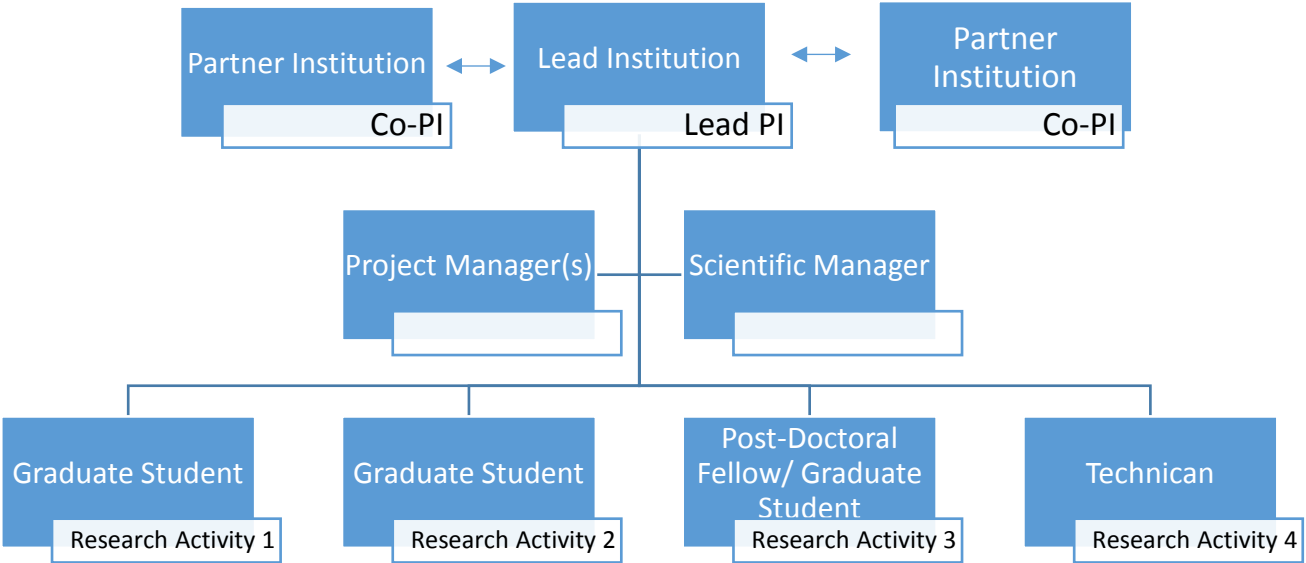 Partner Institution
Co-PI
Lead Institution
Lead PI
Partner
Institution
Co-PI
Project Manager(s)
Scientific Manager
Graduate Student
Research Activity 1
Graduate Student
Research Activity 2
Post-Doctoral
Fellow/ Graduate
Student
Research Activity 3
Technican
Research Activity 4